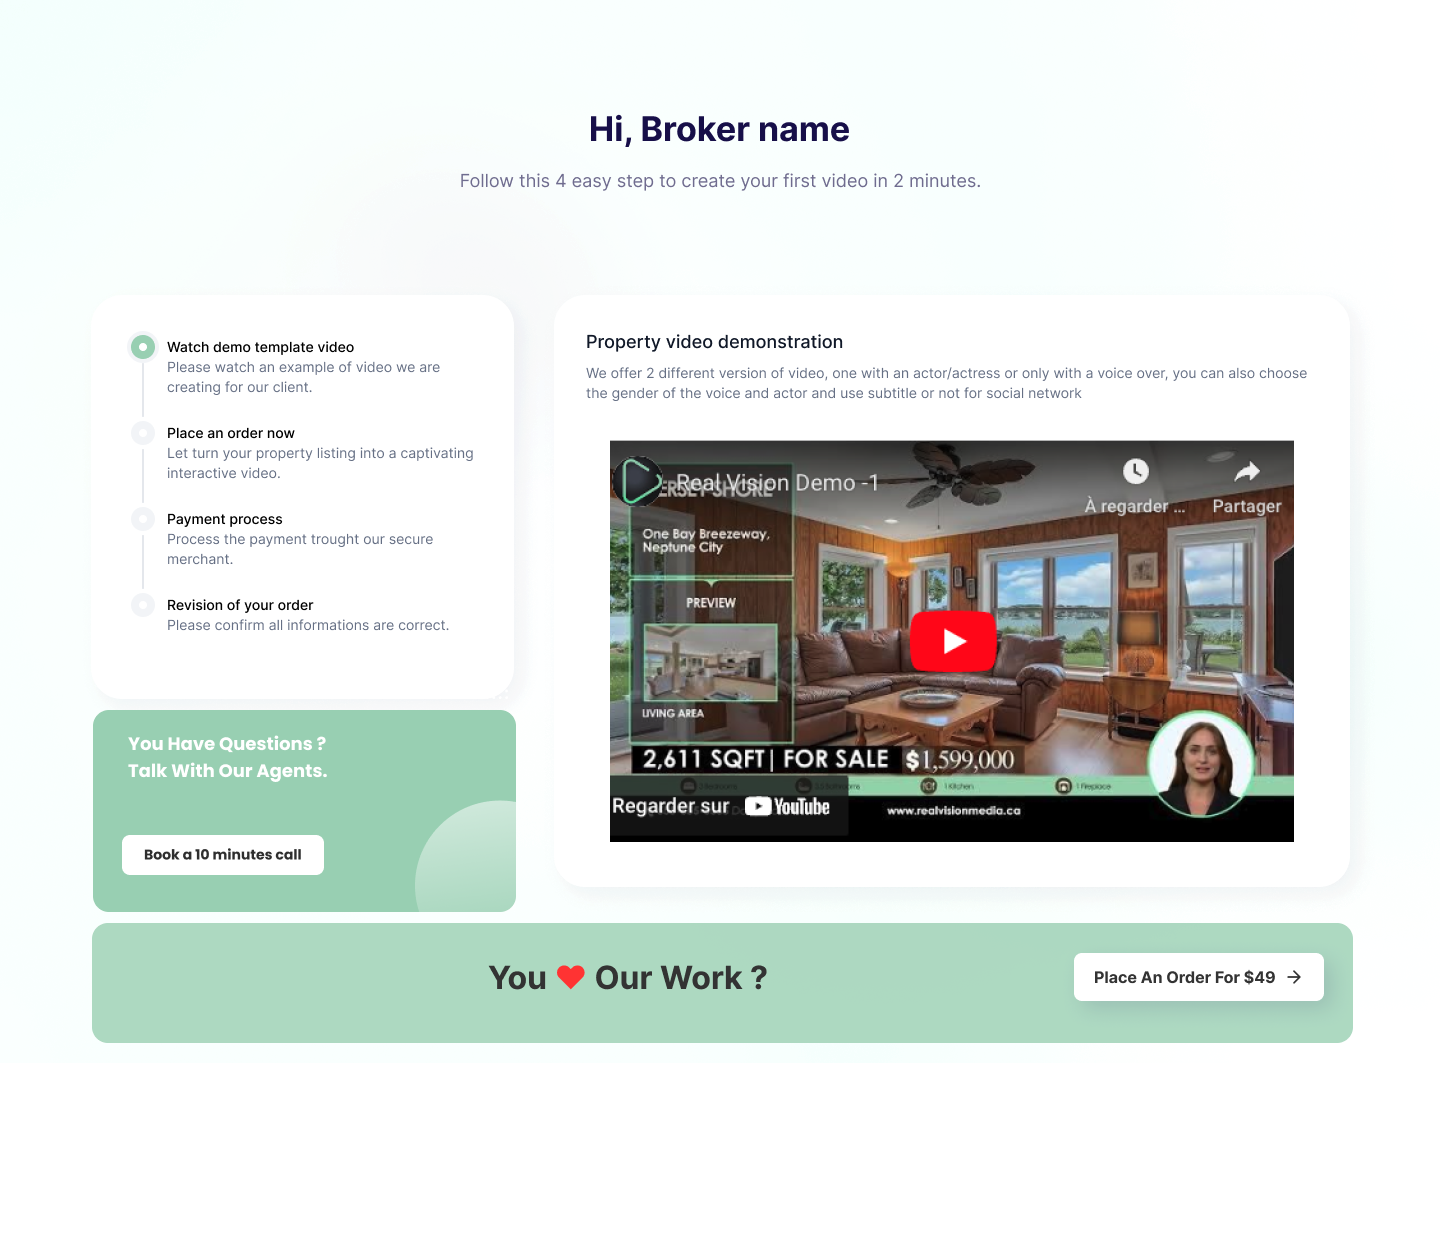 Hi, Broker name
Follow this 4 easy step to create your first video in 2 minutes.
Watch demo template video
Please watch an example of video we are
creating for our client.
Place an order now
Let turn your property listing into a captivating
interactive video.
Payment process
Process the payment trought our secure
merchant.
Revision of your order
Please confirm all informations are correct.
You Have Questions ?
Talk With Our Agents.
Book a 10 minutes call
Property video demonstration
We offer 2 different version of video, one with an actor/actress or only with a voice over, you can also choose
the gender of the voice and actor and use subtitle or not for social network
Real Vision Demo -1
À regarder ...
Partager
One Bay Breezeway,
Neptune City
PREVIEW
LIVING AREA
2,611 SQFT| FOR SALE $1,599,000
1 Kitchen
1 Fireplace
Regarder sur YouTube
www.realvisionmedia.ca
You ❤ Our Work ?
Place An Order For $49 →